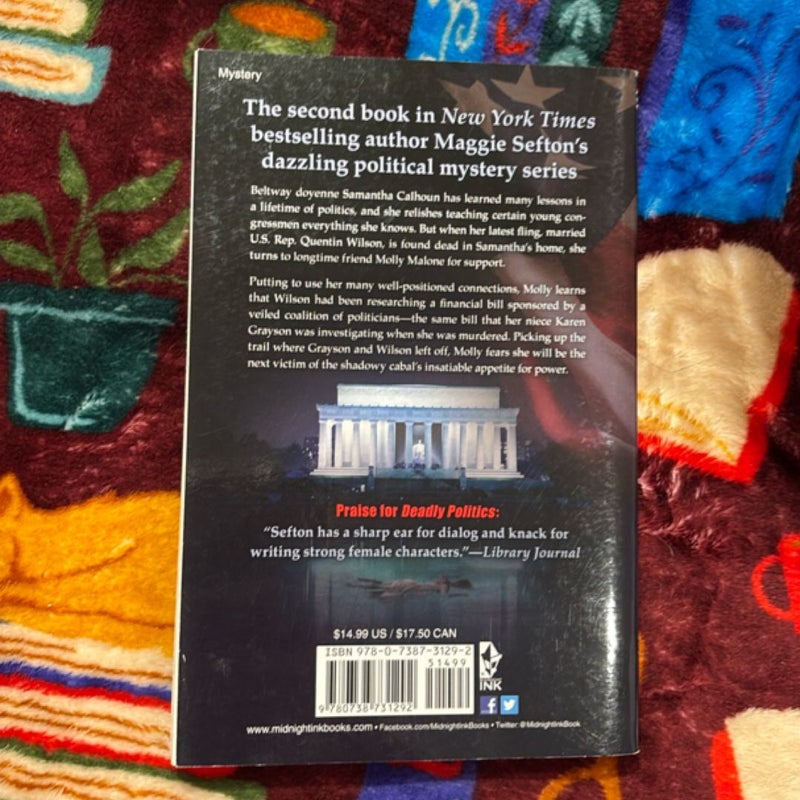 Mystery
The second book in New York Times
bestselling author Maggie Sefton's
dazzling political mystery series
Beltway doyenne Samantha Calhoun has learned many lessons in
a lifetime of politics, and she relishes teaching certain young con-
gressmen everything she knows. But when her latest fling, married
U.S. Rep. Quentin Wilson, is found dead in Samantha's home, she
turns to longtime friend Molly Malone for support.
Putting to use her many well-positioned connections, Molly learns
that Wilson had been researching a financial bill sponsored by a
veiled coalition of politicians—the same bill that her niece Karen
Grayson was investigating when she was murdered. Picking up the
trail where Grayson and Wilson left off, Molly fears she will be the
next victim of the shadowy cabal's insatiable appetite for power.
Praise for Deadly Politics:
"Sefton has a sharp ear for dialog and knack for
writing strong female characters."—Library Journal
$14.99 US / $17.50 CAN
ISBN 978-0-7387-3129-2
51499
9 780738 731292
INK
www.midnightinkbooks.com • Facebook.com/MidnightInkBooks • Twitter: @MidnightInkBook